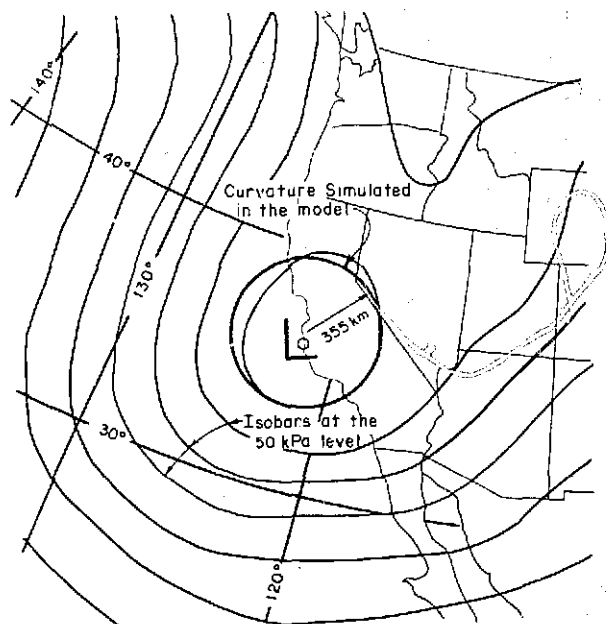 140°
40°
Curvature Simulated
in the model
130°
355 km
L
Isobars at the
50 kPa level
30°
120°